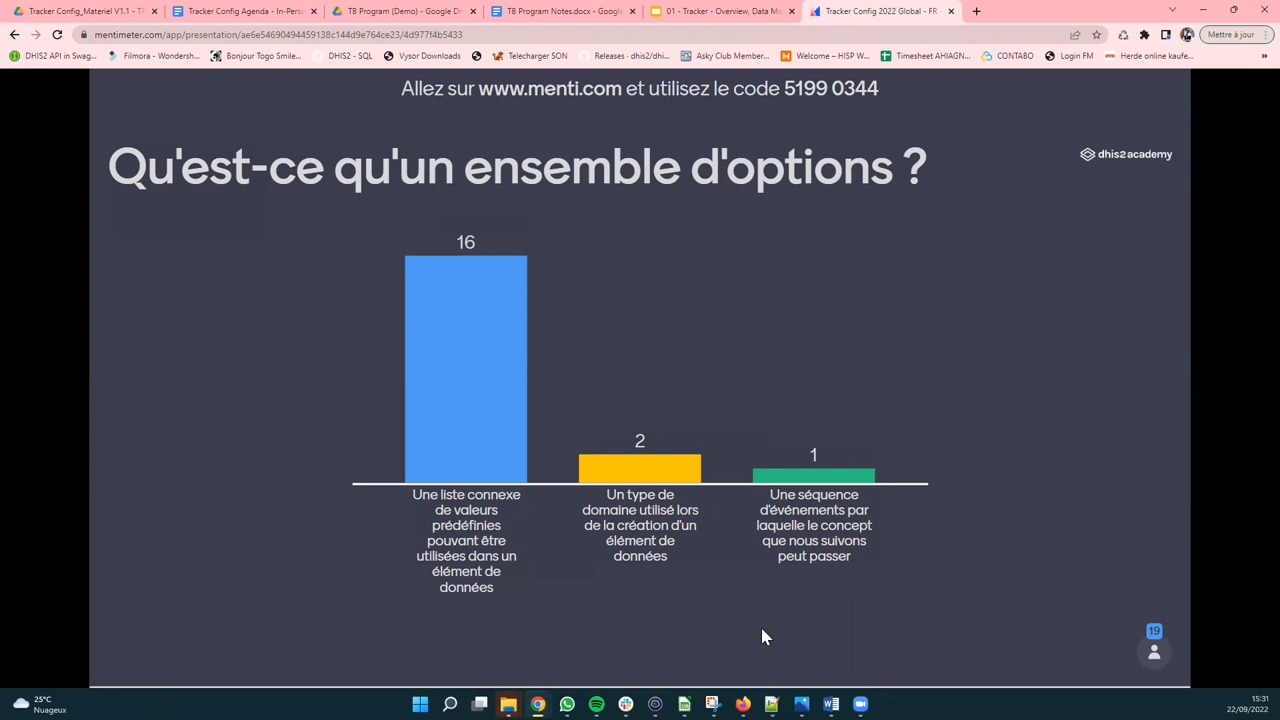 Tracker Config_Materiel V1.1 - T
Tracker Config Agenda - In-Perso
TB Program (Demo) - Google D
TB Program Notes.docx - Google
01 - Tracker - Overview, Data Mo
Tracker Config 2022 Global - FR
mentimeter.com/app/presentation/ae6e54690494459138c144d9e764ce23/4d977f4b5433
Mettre à jour
DHIS2 API in Swag...
Filmora - Wondersh...
Bonjour Togo Smile...
DHIS2 - SQL
Vysor Downloads
Telecharger SON
Releases · dhis2/dhi...
Asky Club Member...
Welcome – HISP W...
Timesheet AHIAGN...
CONTABO
Login FM
Herde online kaufe...
»
Allez sur www.menti.com et utilisez le code 5199 0344
Qu'est-ce qu'un ensemble d'options ?
dhis2 academy
16
2
1
Une liste connexe
de valeurs
prédéfinies
pouvant être
utilisées dans un
élément de
données
Un type de
domaine utilisé lors
de la création d'un
élément de
données
Une séquence
d'événements par
laquelle le concept
que nous suivons
peut passer
19
25°C
Nuageux
15:31
22/09/2022